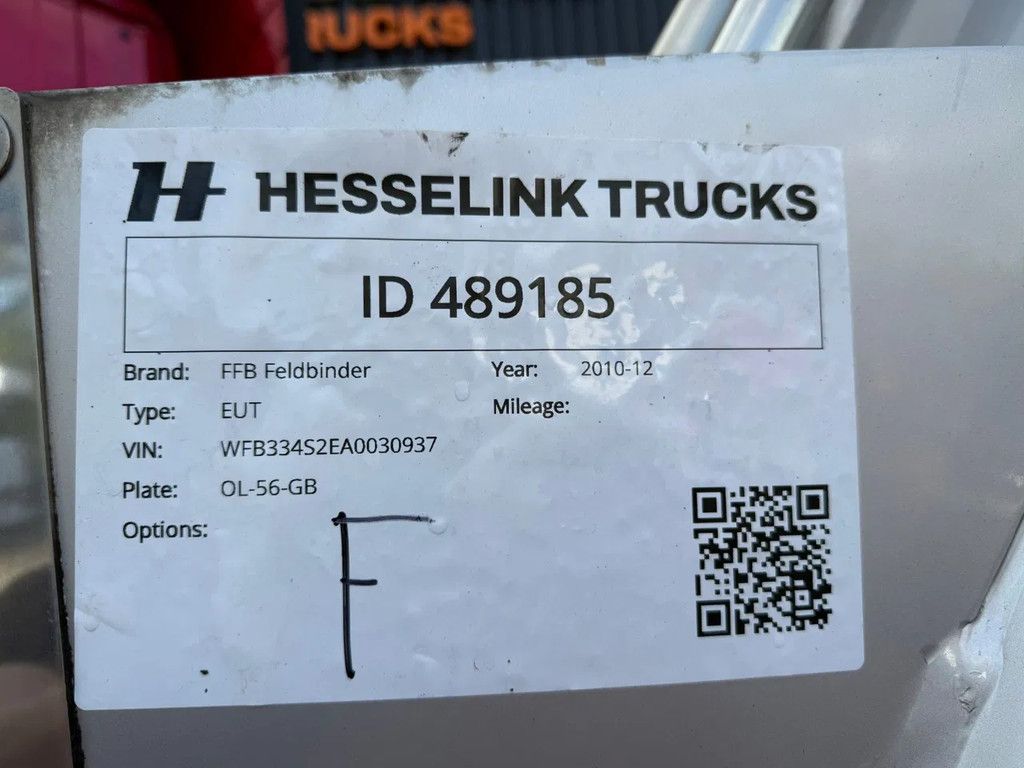 TRUCKS
HESSELINK TRUCKS
ID 489185
Brand: FFB Feldbinder Year: 2010-12
Type: EUT Mileage:
VIN: WFB334S2EA0030937
Plate: OL-56-GB
Options:
F